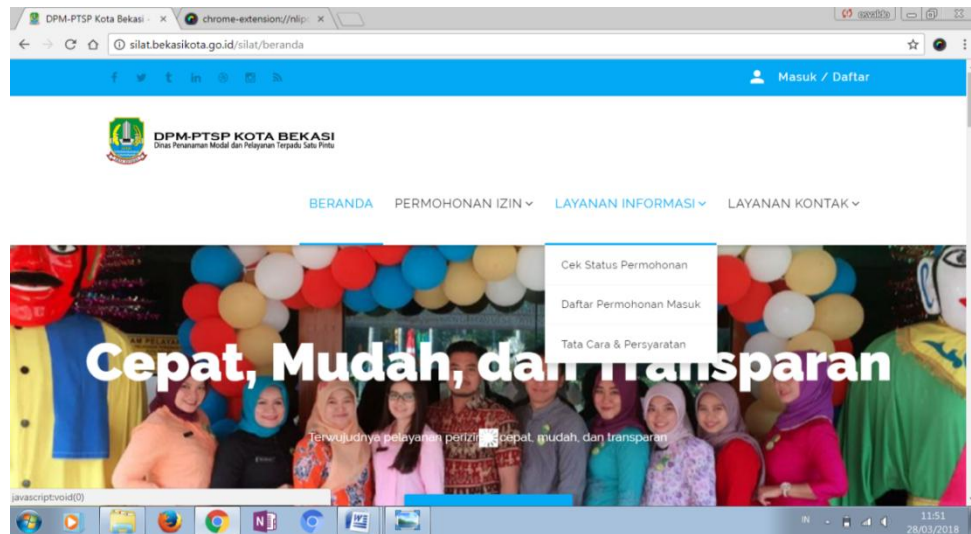 DPM-PTSP Kota Bekasi -
chrome-extension://nlip
silat.bekasikota.go.id/silat/beranda
Masuk / Daftar
DPM-PTSP KOTA BEKASI
Dinas Penanaman Modal dan Pelayanan Terpadu Satu Pintu
BERANDA PERMOHONAN IZIN LAYANAN INFORMASI LAYANAN KONTAK
Cek Status Permohonan
Daftar Permohonan Masuk
Tata Cara & Persyaratan
Cepat, Mudah, dan Transparan
Terwujudnya pelayanan cepat, mudah, dan transparan
javascript:void(0)
IN
11:51
28/03/2018